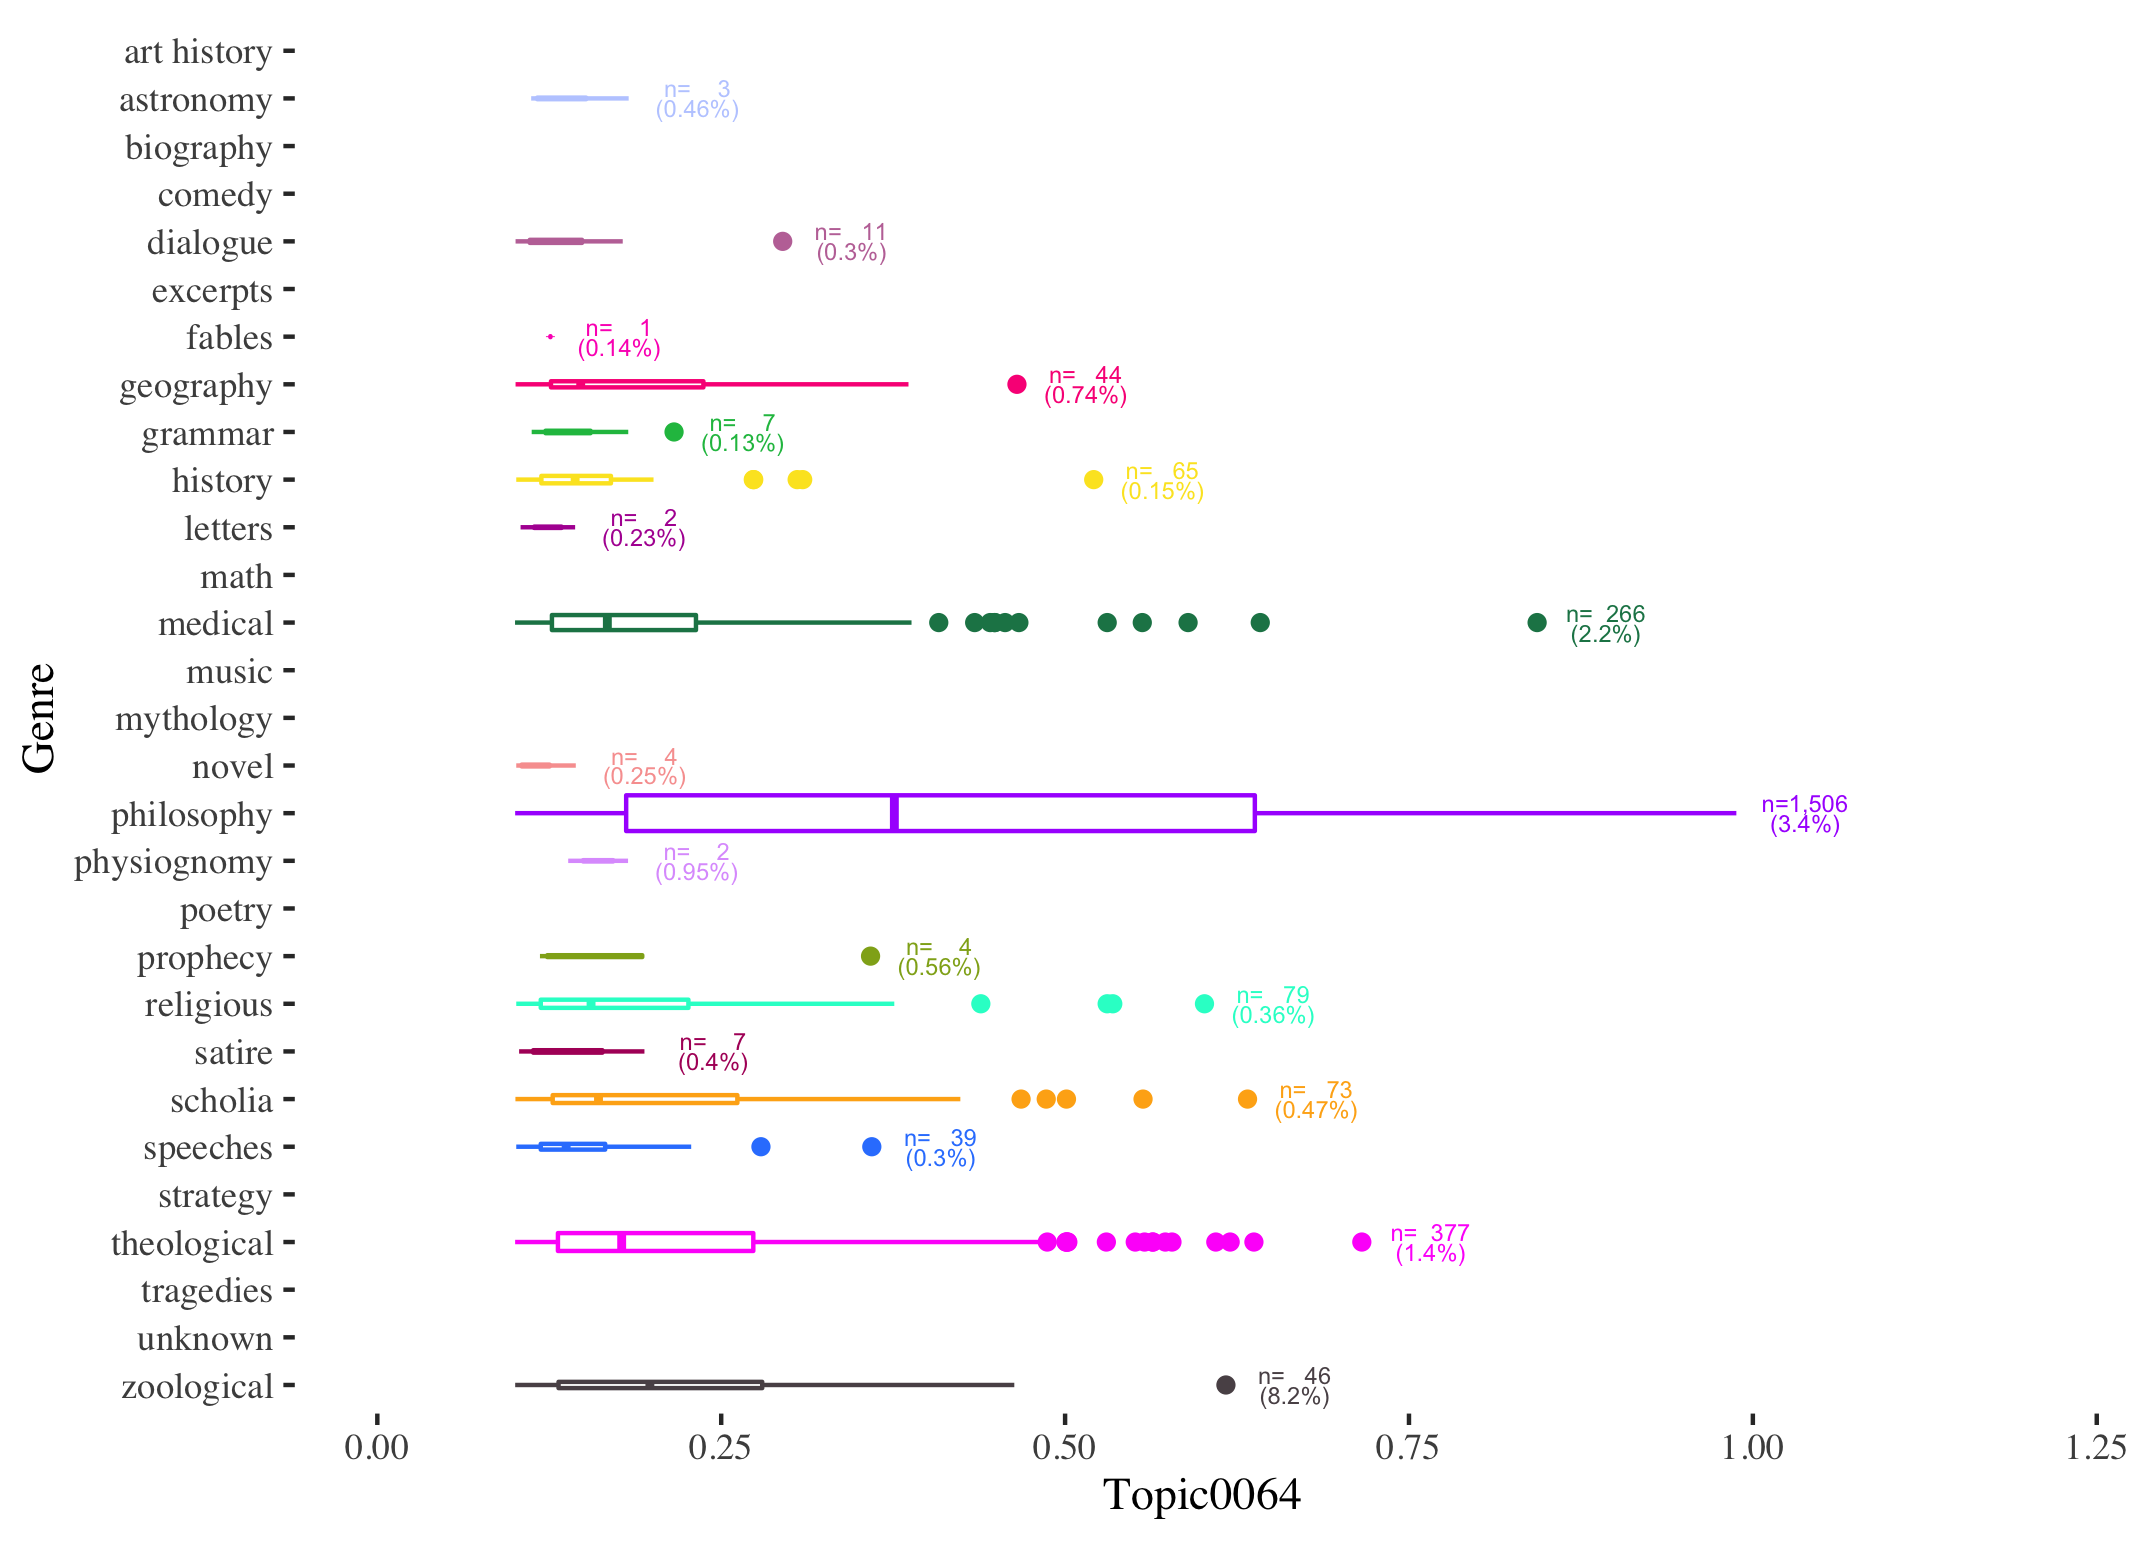 art history
astronomy
n= 3
(0.46%)
biography
comedy
dialogue
n= 11
(0.3%)
excerpts
fables
n= 1
(0.14%)
geography
n= 44
(0.74%)
grammar
n= 7
(0.13%)
history
n= 65
(0.15%)
letters
n= 2
(0.23%)
math
medical
n= 266
(2.2%)
music
mythology
novel
n= 4
(0.25%)
philosophy
n=1,506
(3.4%)
physiognomy
n= 2
(0.95%)
poetry
prophecy
n= 4
(0.56%)
religious
n= 79
(0.36%)
satire
n= 7
(0.4%)
scholia
n= 73
(0.47%)
speeches
n= 39
(0.3%)
strategy
theological
n= 377
(1.4%)
tragedies
unknown
zoological
n= 46
(8.2%)
Genre
0.00 0.25 0.50 0.75 1.00 1.25
Topic0064